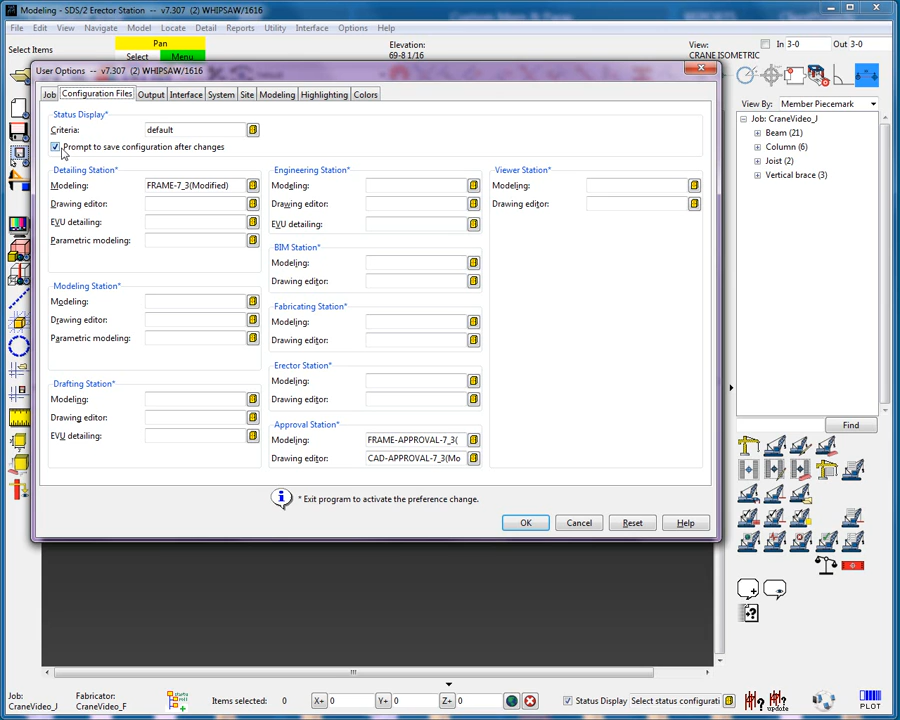 Modeling - SDS/2 Erector Station -- v7.307 (2) WHIPSAW/1616
File Edit View Navigate Model Locate Detail Reports Utility Interface Options Help
Select Items
Pan
Select Menu
Elevation:
69-8 1/16
View:
CRANE ISOMETRIC
In 3-0 Out 3-0
User Options -- v7.307 (2) WHIPSAW/1616
Job Configuration Files Output Interface System Site Modeling Highlighting Colors
Status Display*
Criteria: default
Prompt to save configuration after changes
Detailing Station*
Modeling: FRAME-7_3(Modified)
Drawing editor:
EVU detailing:
Parametric modeling:
Modeling Station*
Modeling:
Drawing editor:
Parametric modeling:
Drafting Station*
Modeling:
Drawing editor:
EVU detailing:
Engineering Station*
Modeling:
Drawing editor:
EVU detailing:
BIM Station*
Modeling:
Drawing editor:
Fabricating Station*
Modeling:
Drawing editor:
Erector Station*
Modeling:
Drawing editor:
Approval Station*
Modeling: FRAME-APPROVAL-7_3(
Drawing editor: CAD-APPROVAL-7_3(Mo
Viewer Station*
Modeling:
Drawing editor:
* Exit program to activate the preference change.
OK Cancel Reset Help
View By: Member Piecemark
Job: CraneVideo_J
Beam (21)
Column (6)
Joist (2)
Vertical brace (3)
Find
Job:
CraneVideo_J
Fabricator:
CraneVideo_F
Items selected: 0
X+ 0 Y+ 0 Z+ 0
Status Display Select status configurati
update
PLOT